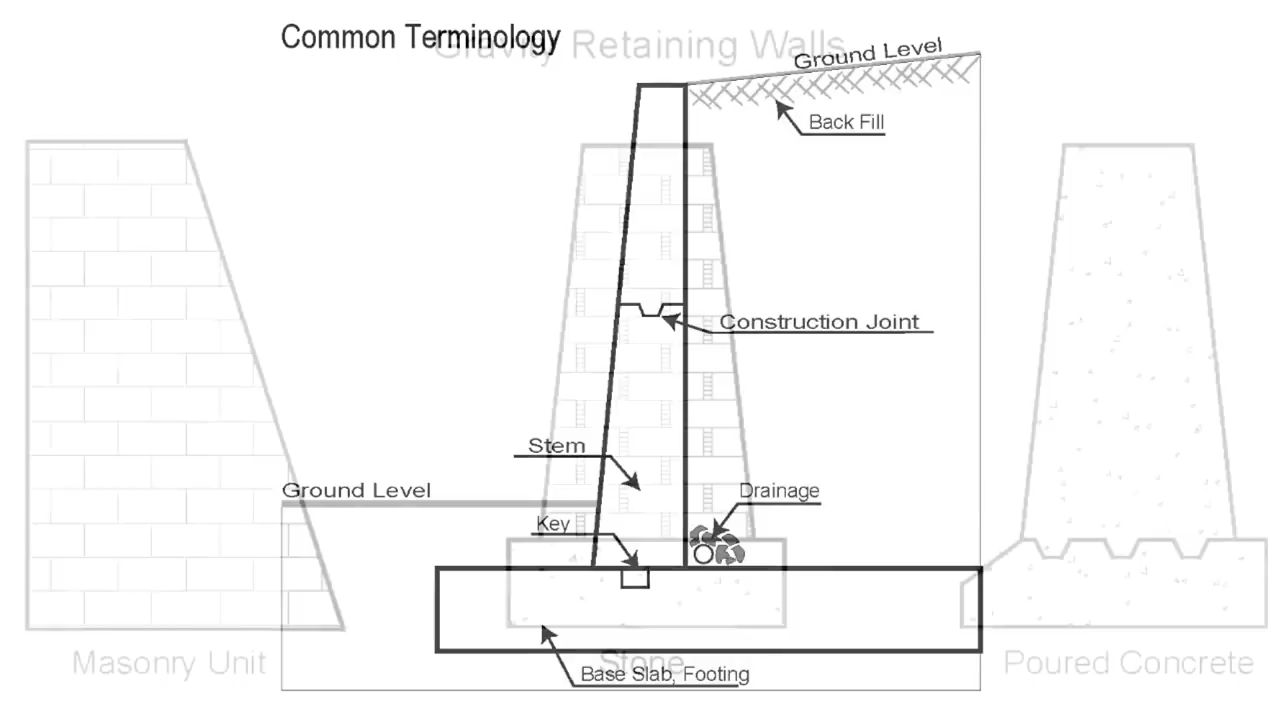 Common Terminology
Gravity Retaining Walls
Ground Level
Back Fill
Construction Joint
Stem
Ground Level
Drainage
Key
Masonry Unit
Stone
Poured Concrete
Base Slab, Footing